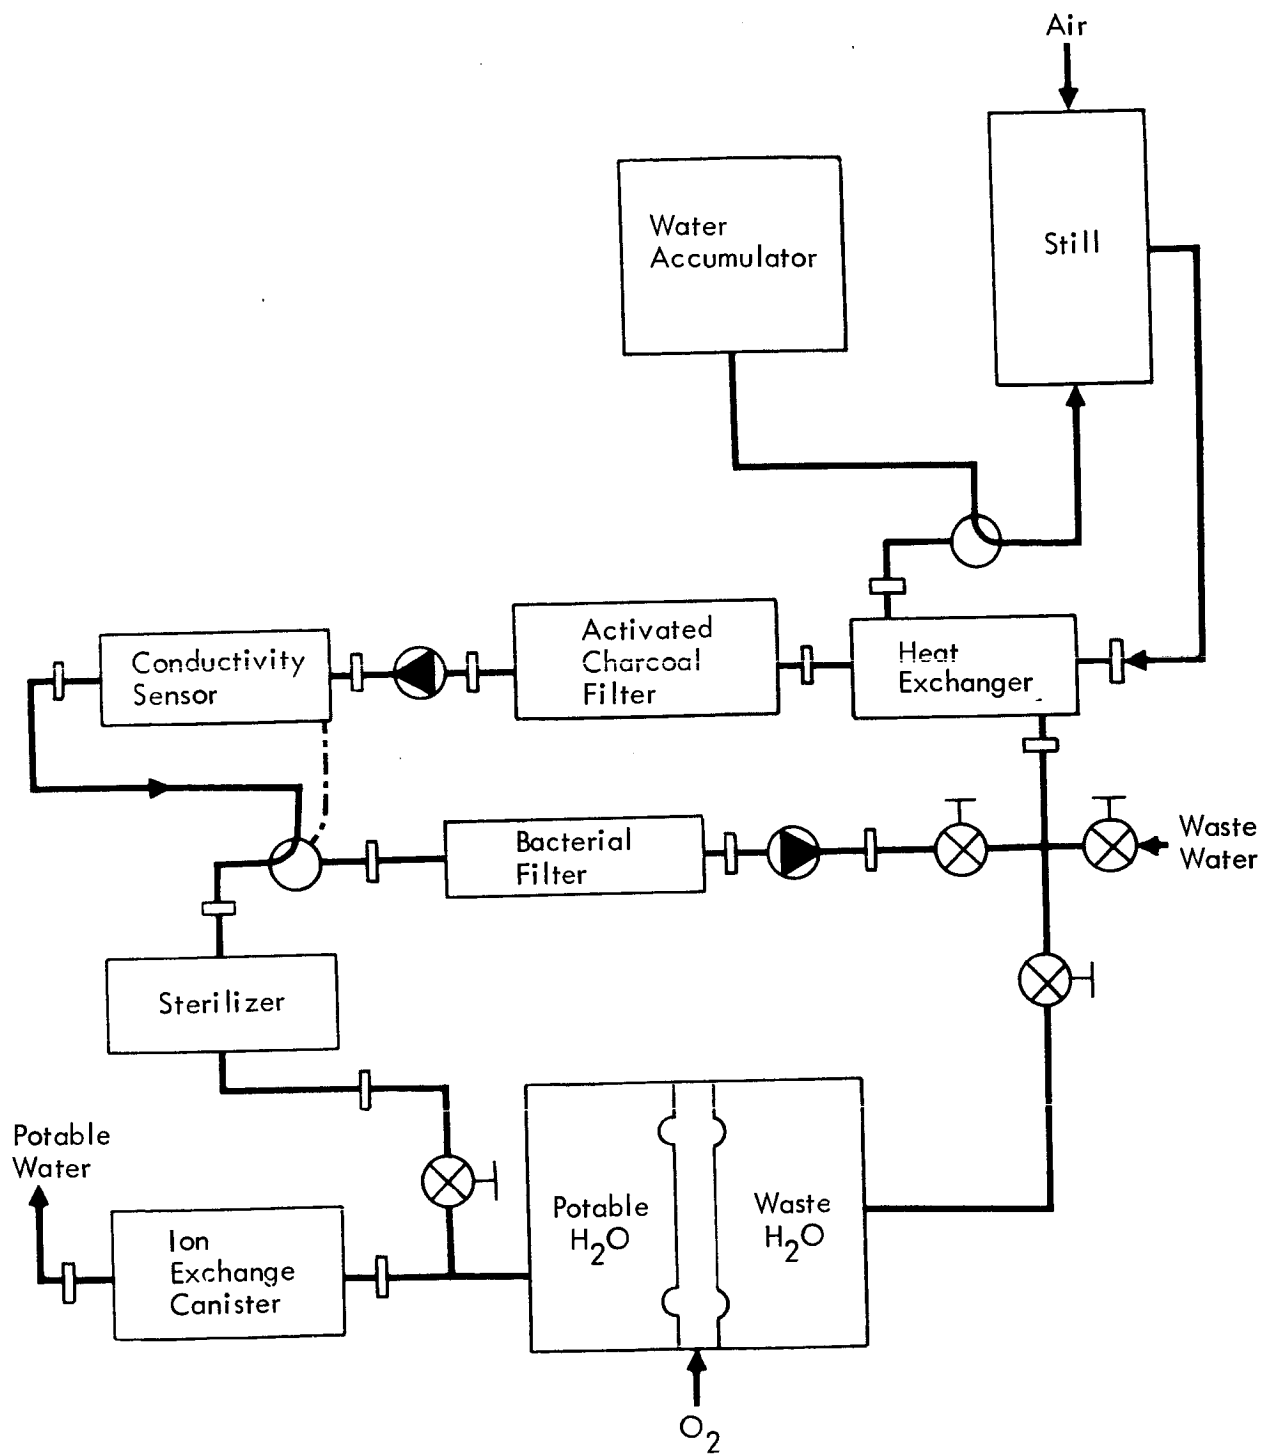 Air
Water
Accumulator
Still
Conductivity
Sensor
Activated
Charcoal
Filter
Heat
Exchanger
Bacterial
Filter
Waste
Water
Sterilizer
Potable
Water
Ion
Exchange
Canister
Potable
H2O
Waste
H2O
O2